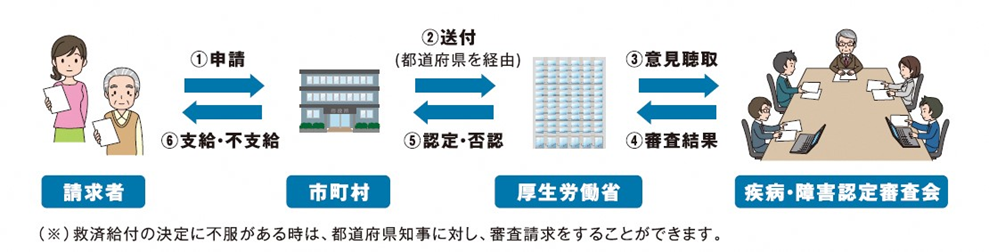 ①申請
⑥支給・不支給
②送付
(都道府県を経由)
⑤認定・否認
③意見聴取
④審査結果
請求者
市町村
厚生労働省
疾病・障害認定審査会
(※)救済給付の決定に不服がある時は、都道府県知事に対し、審査請求をすることができます。